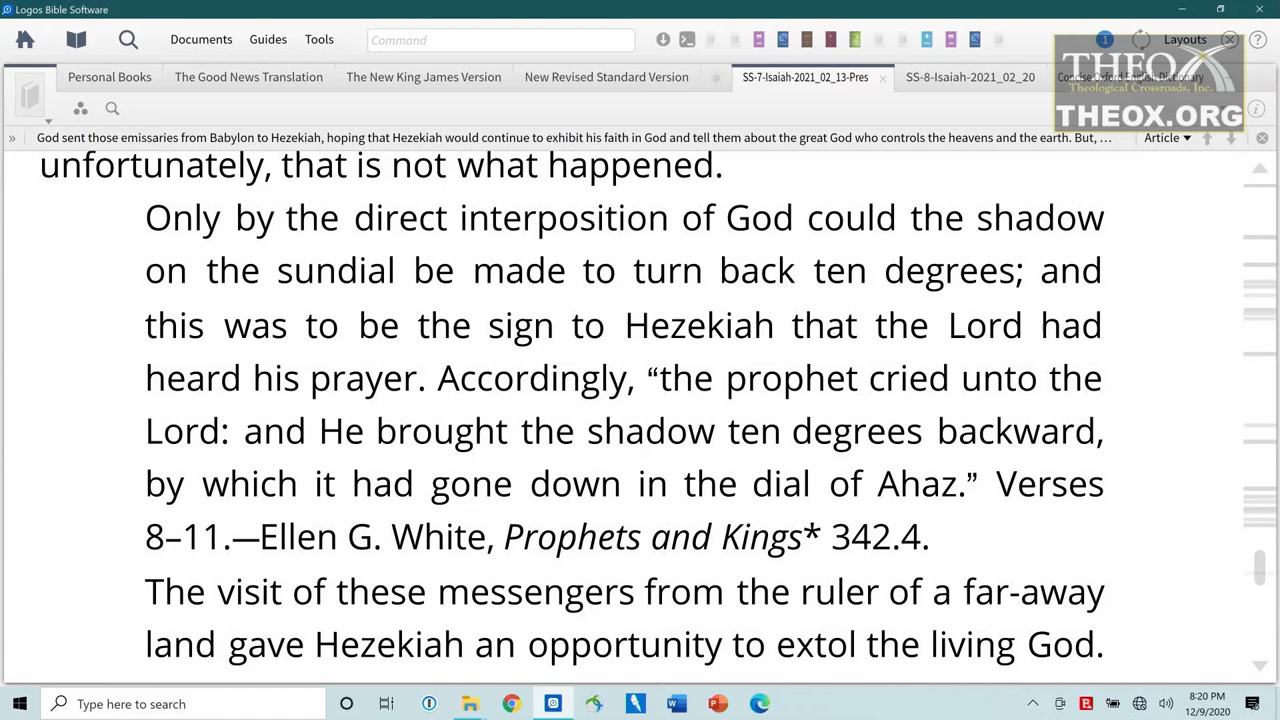 Logos Bible Software
Documents Guides Tools Command 1 Layouts
Personal Books The Good News Translation The New King James Version New Revised Standard Version SS-7-Isaiah-2021_02_13-Pres SS-8-Isaiah-2021_02_20 Concise Oxford English Dictionary
THEOX
Theological Crossroads, Inc.
THEOX.ORG
» God sent those emissaries from Babylon to Hezekiah, hoping that Hezekiah would continue to exhibit his faith in God and tell them about the great God who controls the heavens and the earth. But, … Article
unfortunately, that is not what happened.
Only by the direct interposition of God could the shadow
on the sundial be made to turn back ten degrees; and
this was to be the sign to Hezekiah that the Lord had
heard his prayer. Accordingly, “the prophet cried unto the
Lord: and He brought the shadow ten degrees backward,
by which it had gone down in the dial of Ahaz.” Verses
8–11.—Ellen G. White, Prophets and Kings* 342.4.
The visit of these messengers from the ruler of a far-away
land gave Hezekiah an opportunity to extol the living God.
Type here to search
8:20 PM
12/9/2020